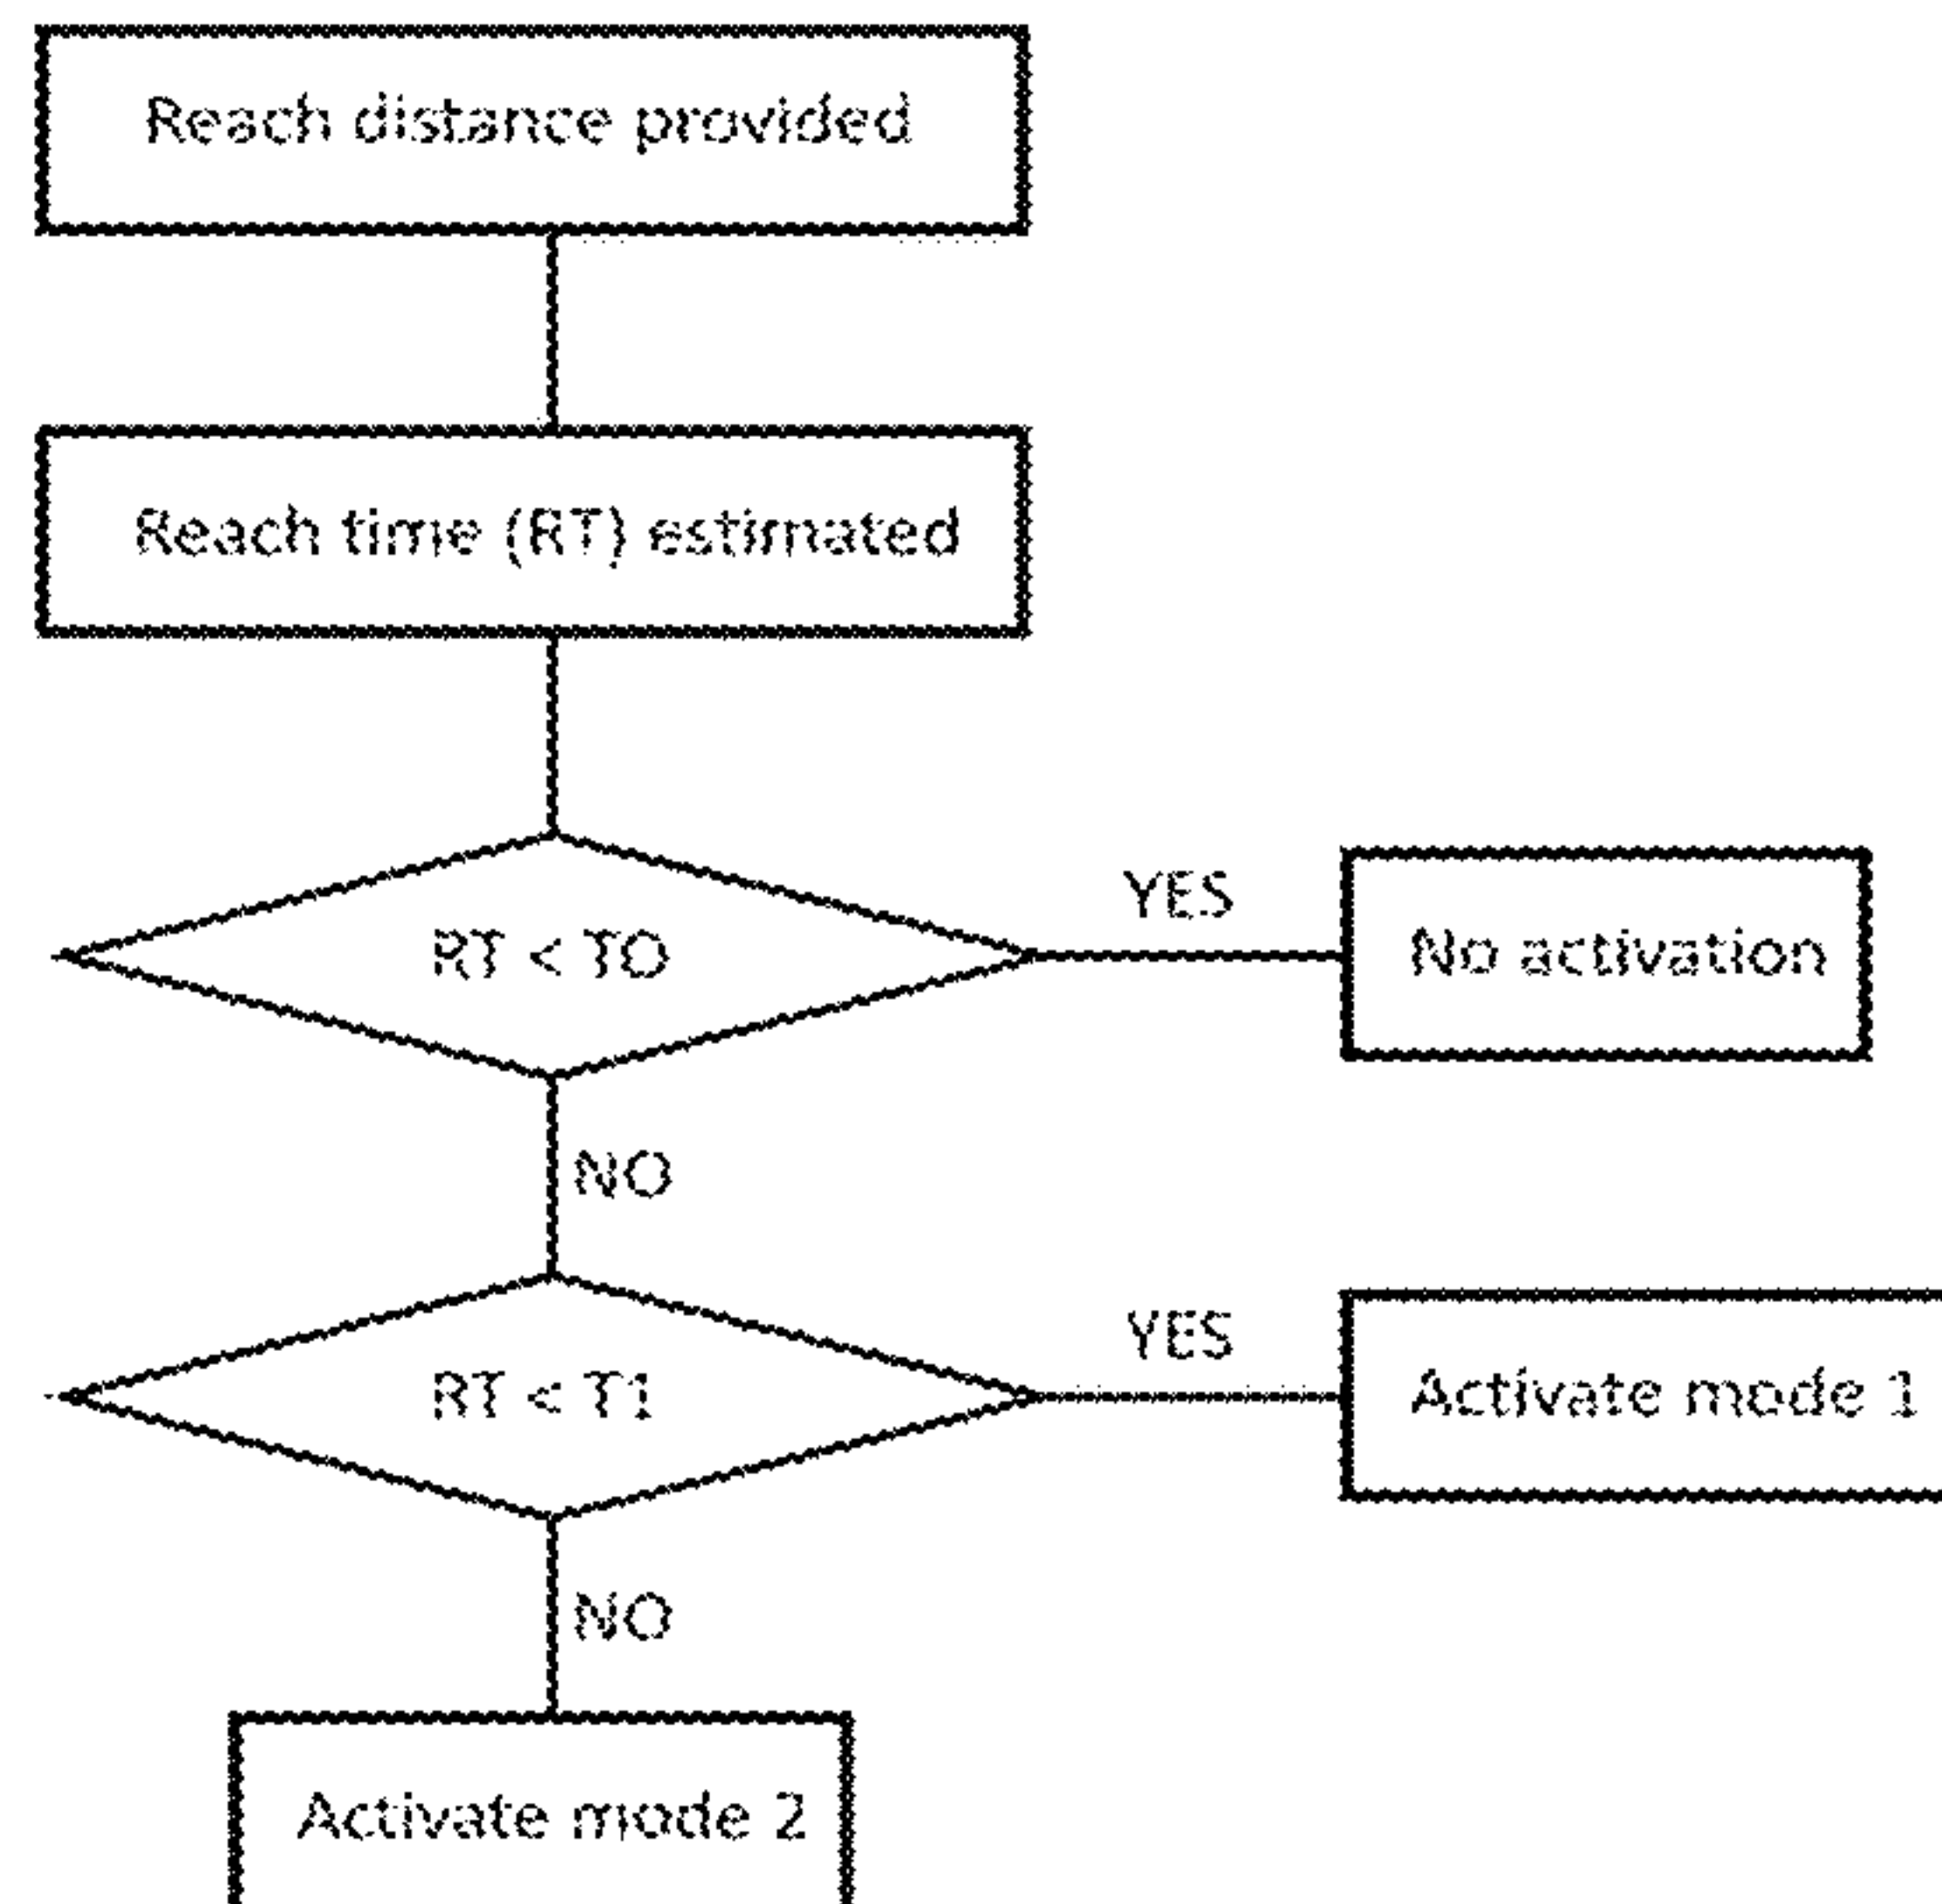 Reach distance provided
Reach time (RT) estimated
RT < T0
YES
No activation
NO
RT < T1
YES
Activate mode 1
NO
Activate mode 2